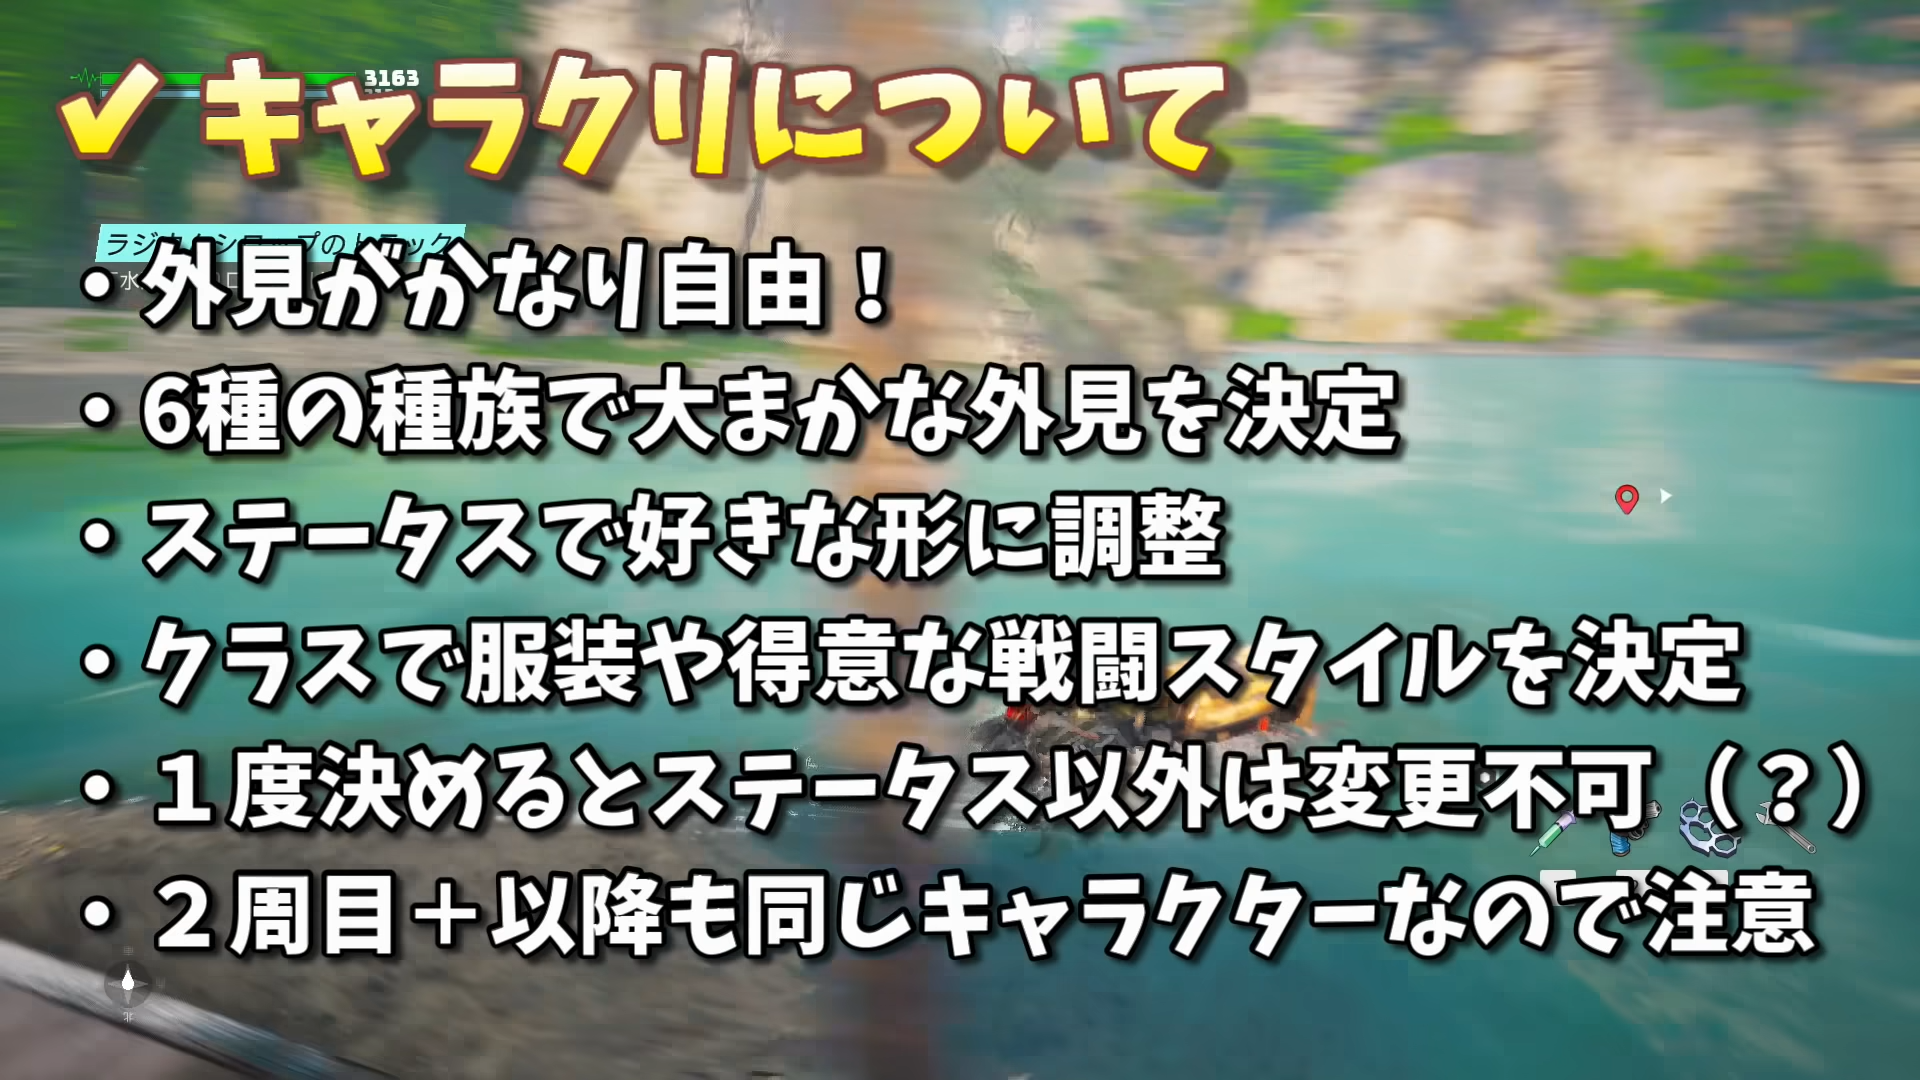 3163
✓キャラクリについて
・外見がかなり自由！
・6種の種族で大まかな外見を決定
・ステータスで好きな形に調整
・クラスで服装や得意な戦闘スタイルを決定
・１度決めるとステータス以外は変更不可（？）
・２周目＋以降も同じキャラクターなので注意
北